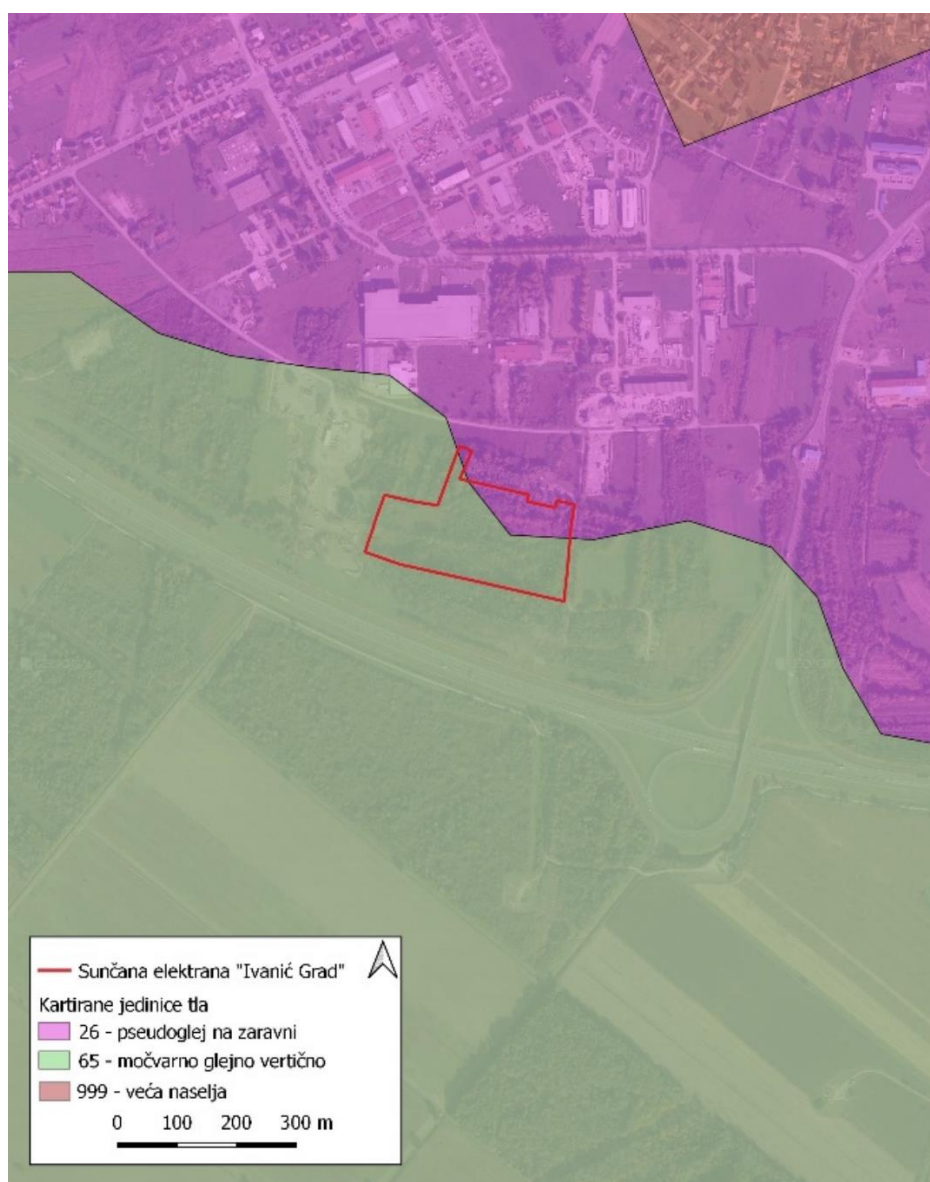 Sunčana elektrana "Ivanić Grad"
Kartirane jedinice tla
26 - pseudoglej na zaravni
65 - močvarno glejno vertično
999 - veća naselja
0 100 200 300 m